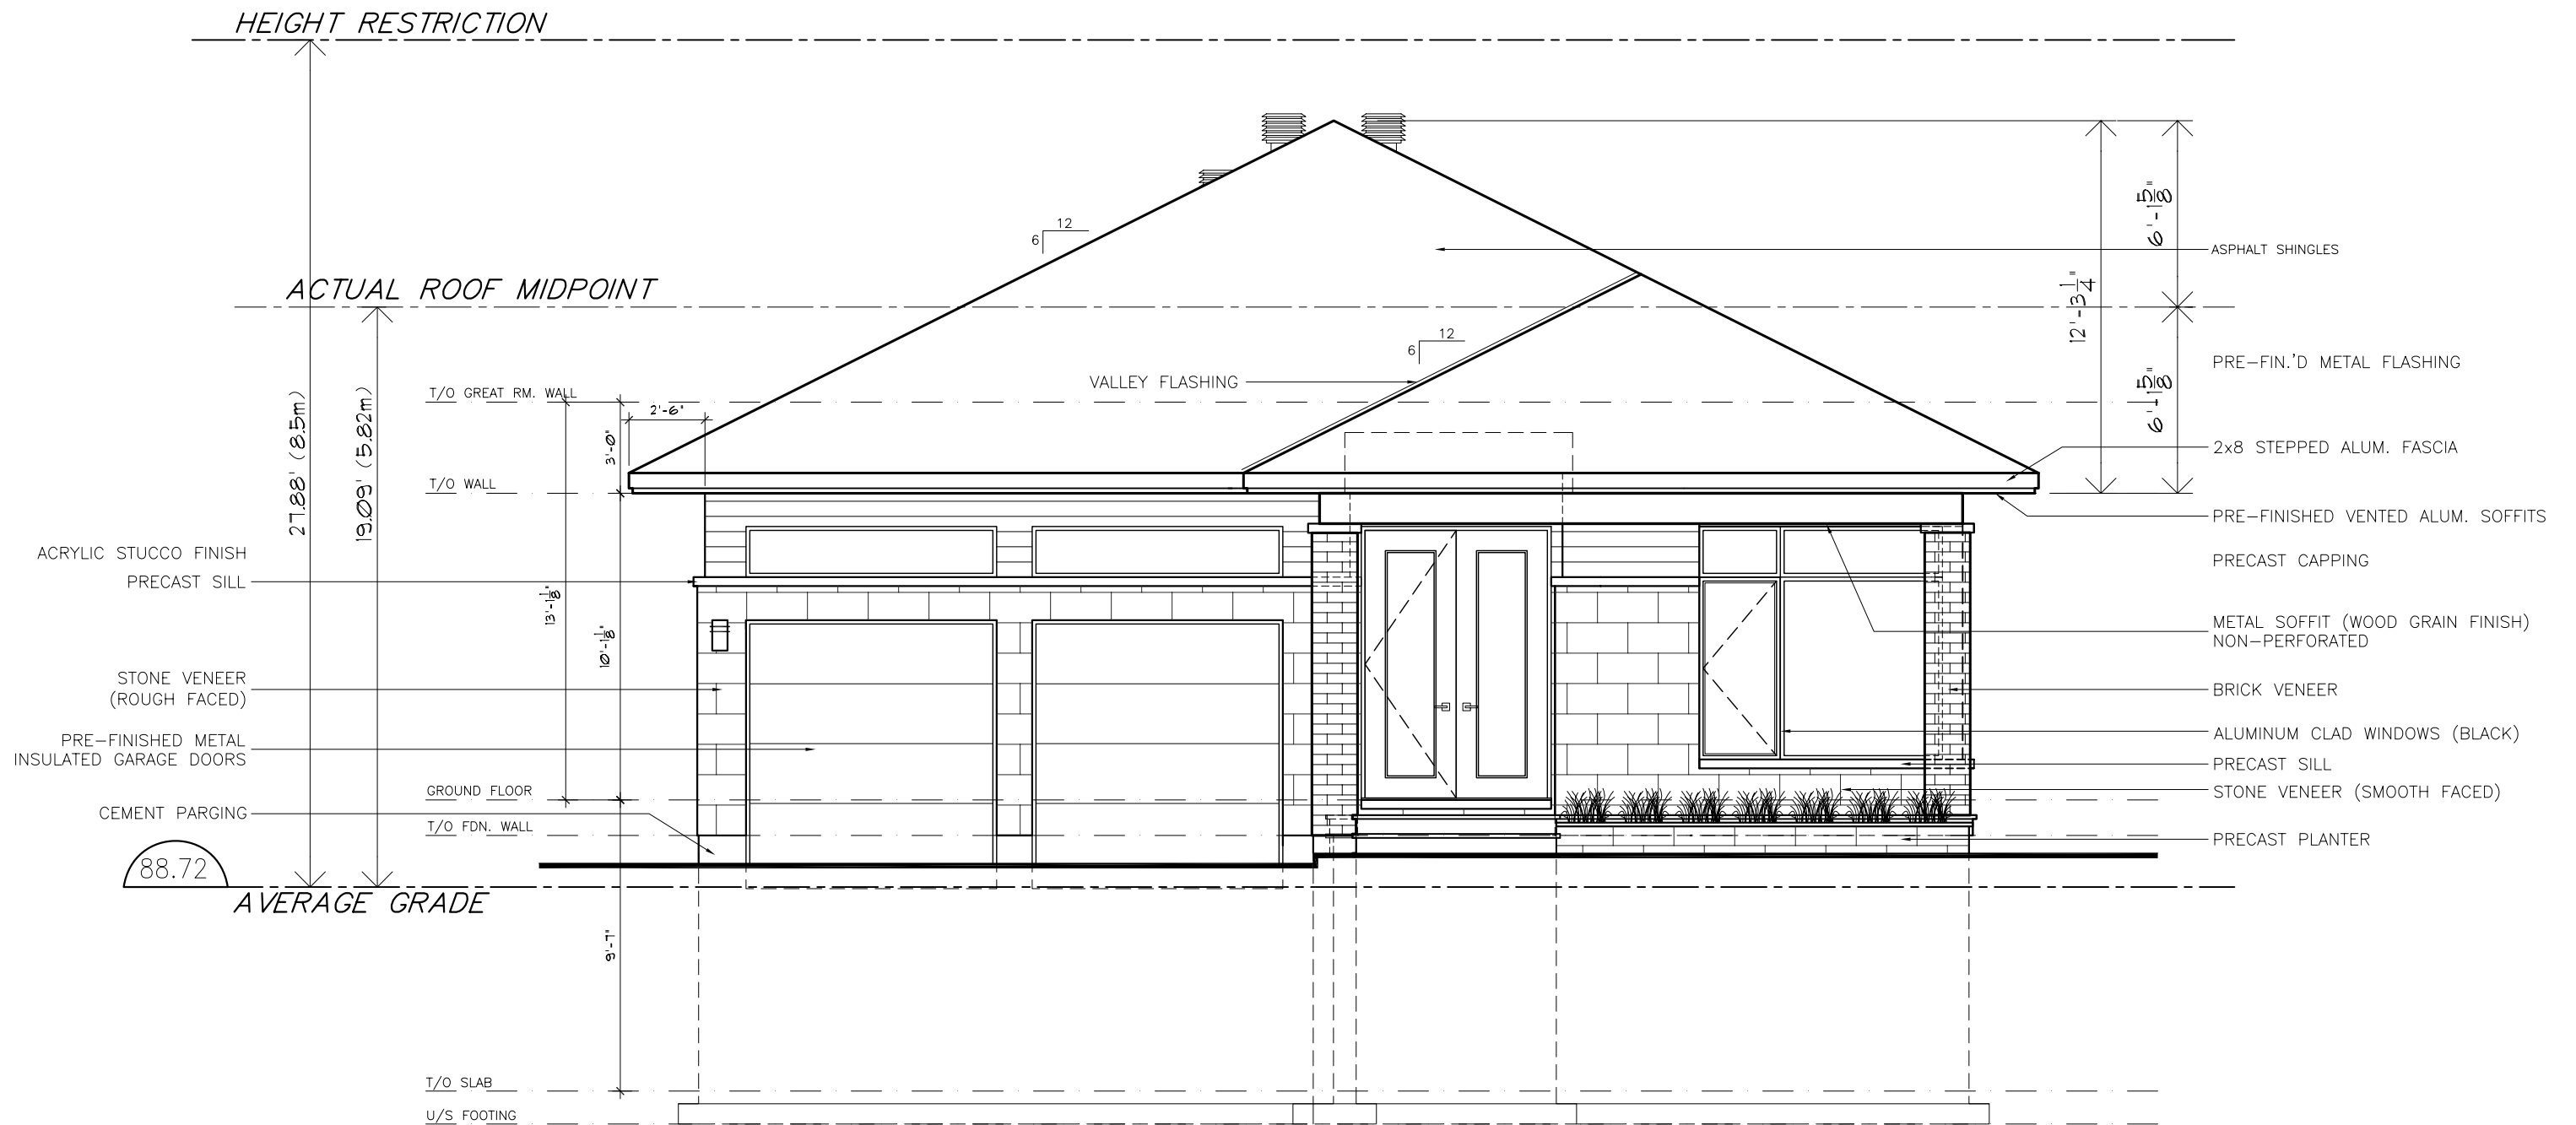 HEIGHT RESTRICTION
12
6
6'-1 5/8"
ASPHALT SHINGLES
ACTUAL ROOF MIDPOINT
12'-3 1/4"
12
6
PRE-FIN.'D METAL FLASHING
VALLEY FLASHING
T/O GREAT RM. WALL
2'-6"
6'-1 5/8"
27.88' (8.5m)
19.09' (5.82m)
3'-0"
2x8 STEPPED ALUM. FASCIA
T/O WALL
PRE-FINISHED VENTED ALUM. SOFFITS
ACRYLIC STUCCO FINISH
PRECAST CAPPING
PRECAST SILL
13'-1 1/8"
10'-1 1/8"
METAL SOFFIT (WOOD GRAIN FINISH)
NON-PERFORATED
STONE VENEER
(ROUGH FACED)
BRICK VENEER
PRE-FINISHED METAL
INSULATED GARAGE DOORS
ALUMINUM CLAD WINDOWS (BLACK)
PRECAST SILL
GROUND FLOOR
STONE VENEER (SMOOTH FACED)
CEMENT PARGING
T/O FDN. WALL
PRECAST PLANTER
88.72
AVERAGE GRADE
9'-7"
T/O SLAB
U/S FOOTING